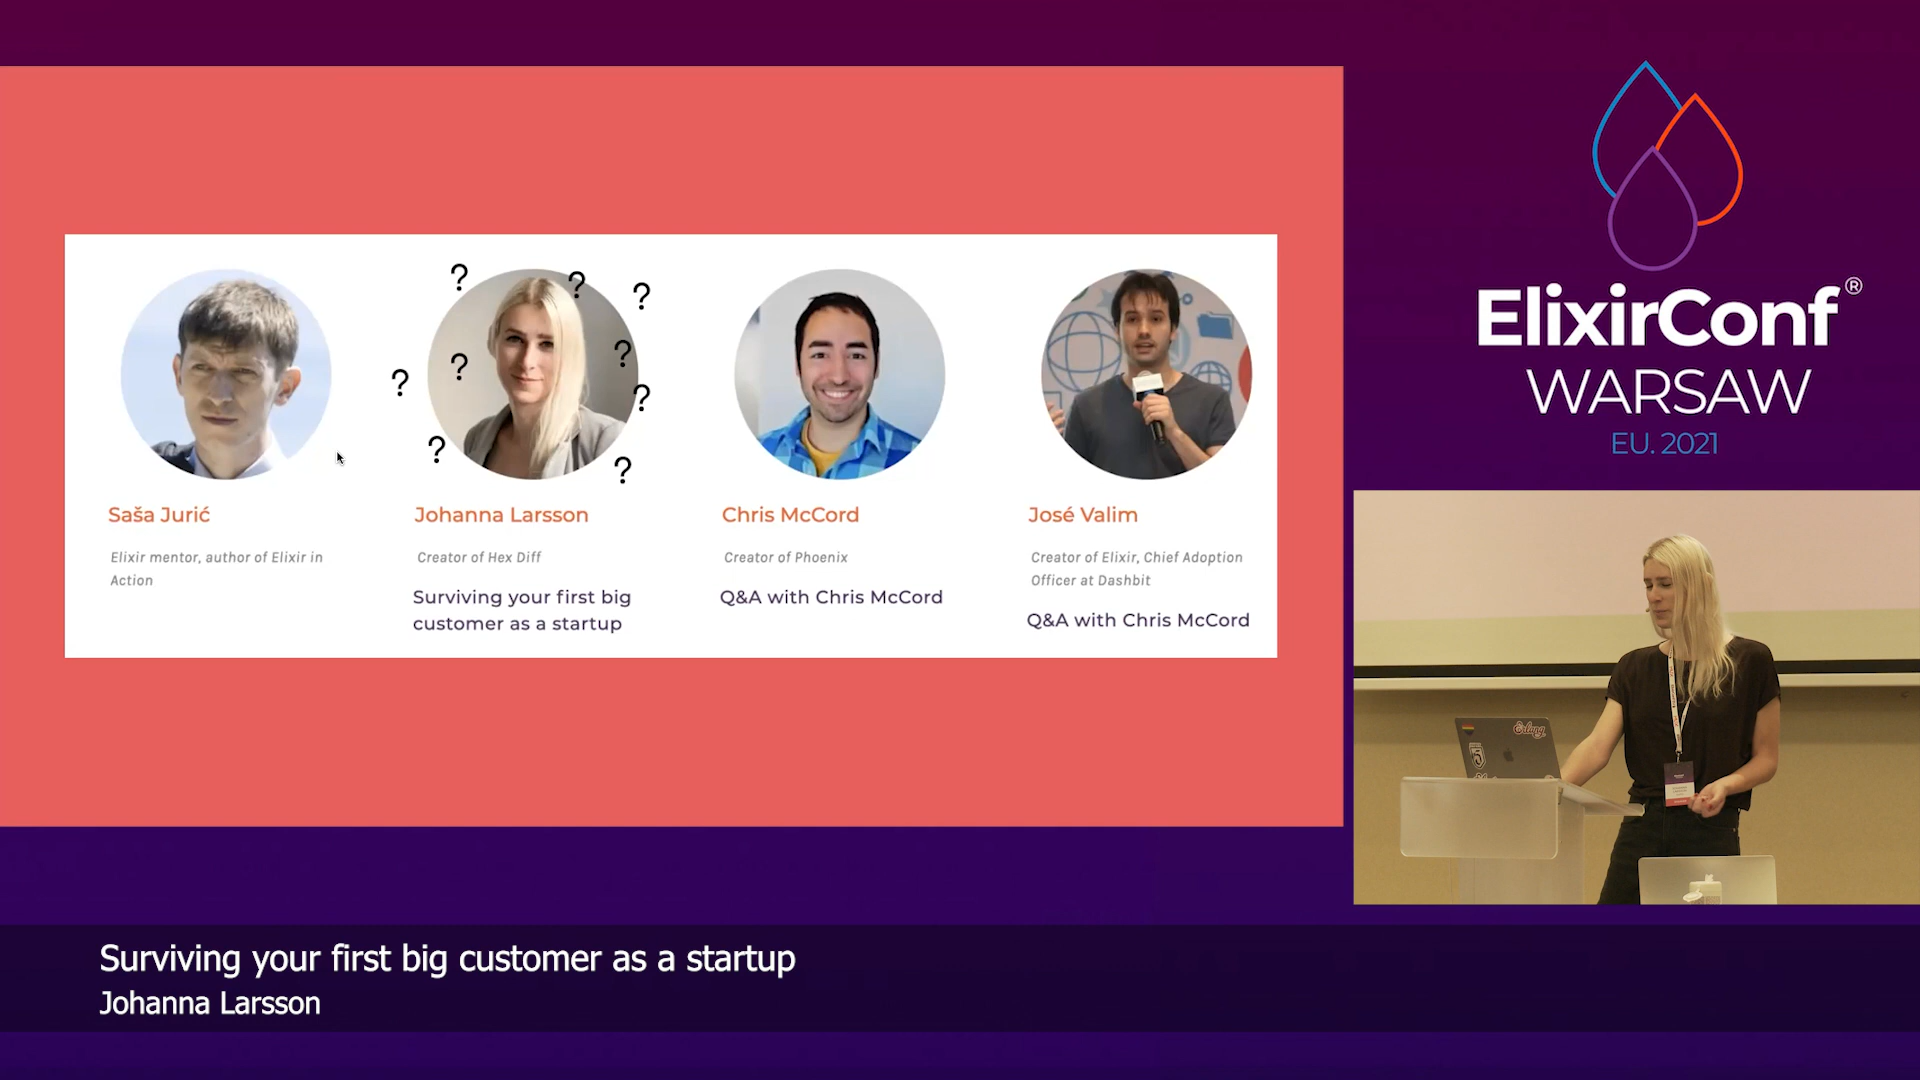 ?
?
?
?
?
?
?
?
?
Saša Jurić
Elixir mentor, author of Elixir in
Action
Johanna Larsson
Creator of Hex Diff
Surviving your first big
customer as a startup
Chris McCord
Creator of Phoenix
Q&A with Chris McCord
José Valim
Creator of Elixir, Chief Adoption
Officer at Dashbit
Q&A with Chris McCord
ElixirConf®
WARSAW
EU. 2021
Erlang
Surviving your first big customer as a startup
Johanna Larsson